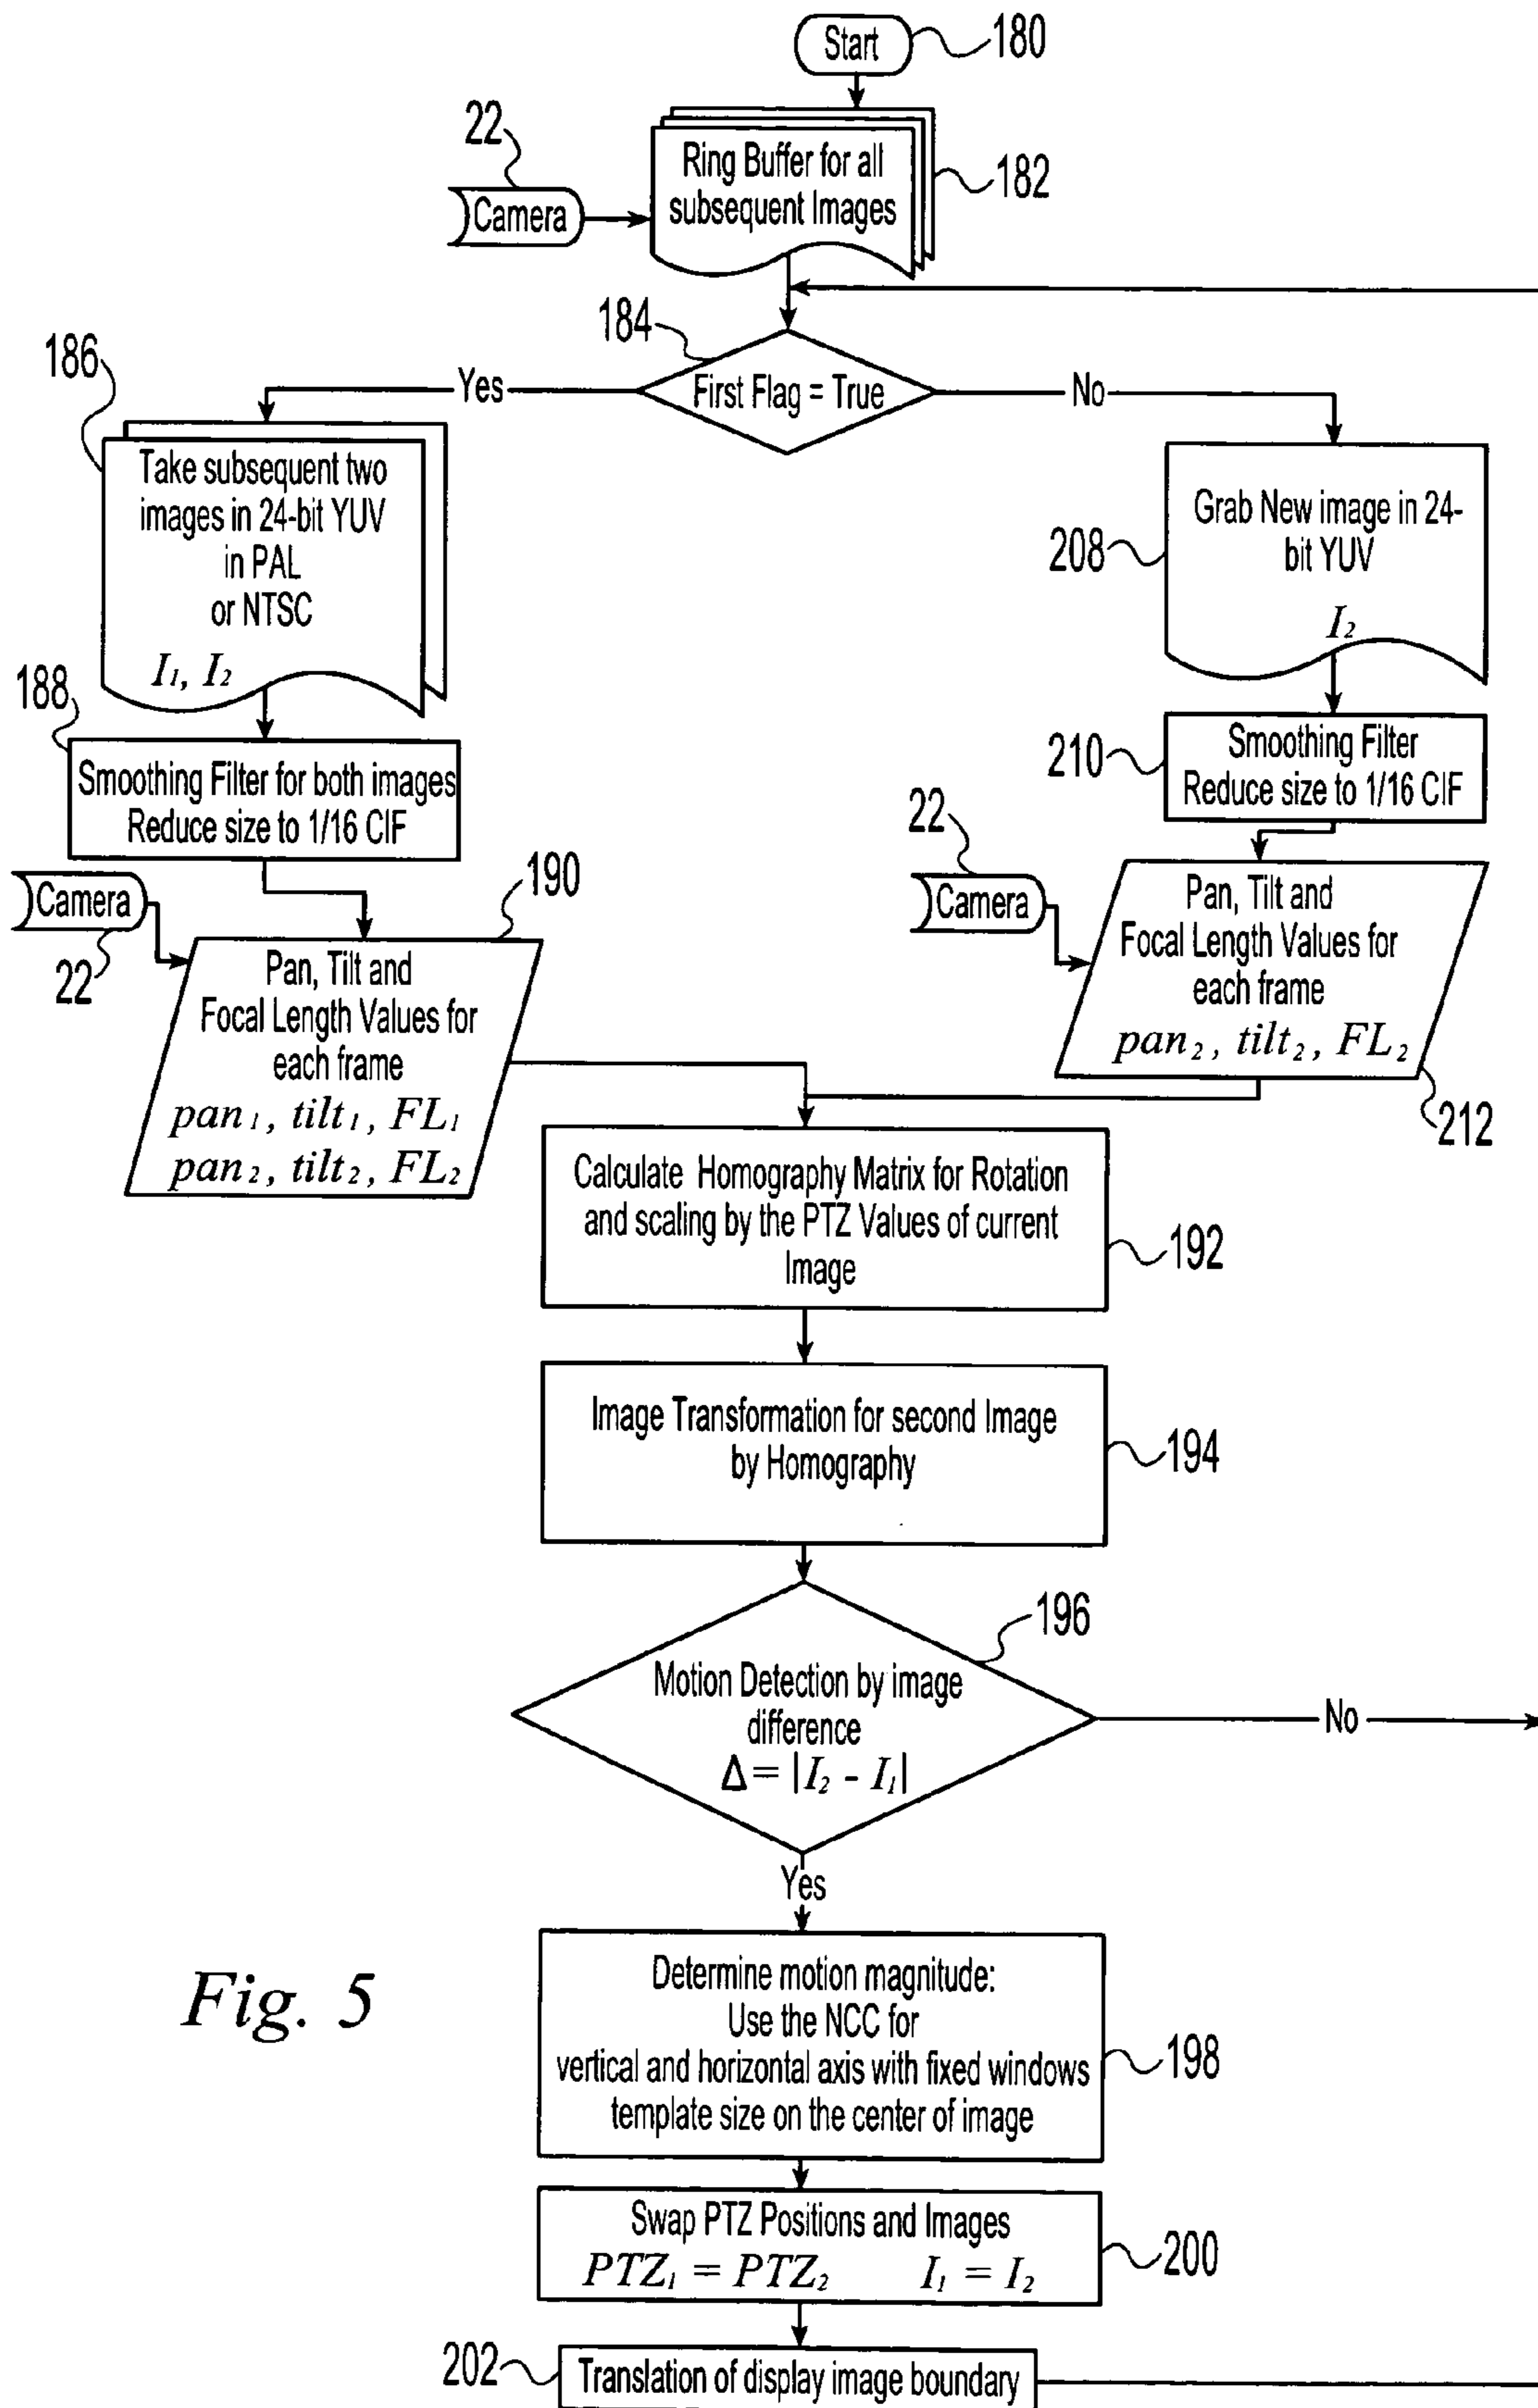 Start
180
22
Camera
Ring Buffer for all
subsequent Images
182
184
First Flag = True
Yes
No
186
Take subsequent two
images in 24-bit YUV
in PAL
or NTSC
I₁, I₂
208
Grab New image in 24-
bit YUV
I₂
188
Smoothing Filter for both images
Reduce size to 1/16 CIF
210
Smoothing Filter
Reduce size to 1/16 CIF
Camera
22
190
Pan, Tilt and
Focal Length Values for
each frame
pan₁, tilt₁, FL₁
pan₂, tilt₂, FL₂
22
Camera
Pan, Tilt and
Focal Length Values for
each frame
pan₂, tilt₂, FL₂
212
Calculate Homography Matrix for Rotation
and scaling by the PTZ Values of current
Image
192
Image Transformation for second Image
by Homography
194
196
Motion Detection by image
difference
Δ = |I₂ - I₁|
No
Yes
Fig. 5
Determine motion magnitude:
Use the NCC for
vertical and horizontal axis with fixed windows
template size on the center of image
198
Swap PTZ Positions and Images
PTZ₁ = PTZ₂ I₁ = I₂
200
202
Translation of display image boundary